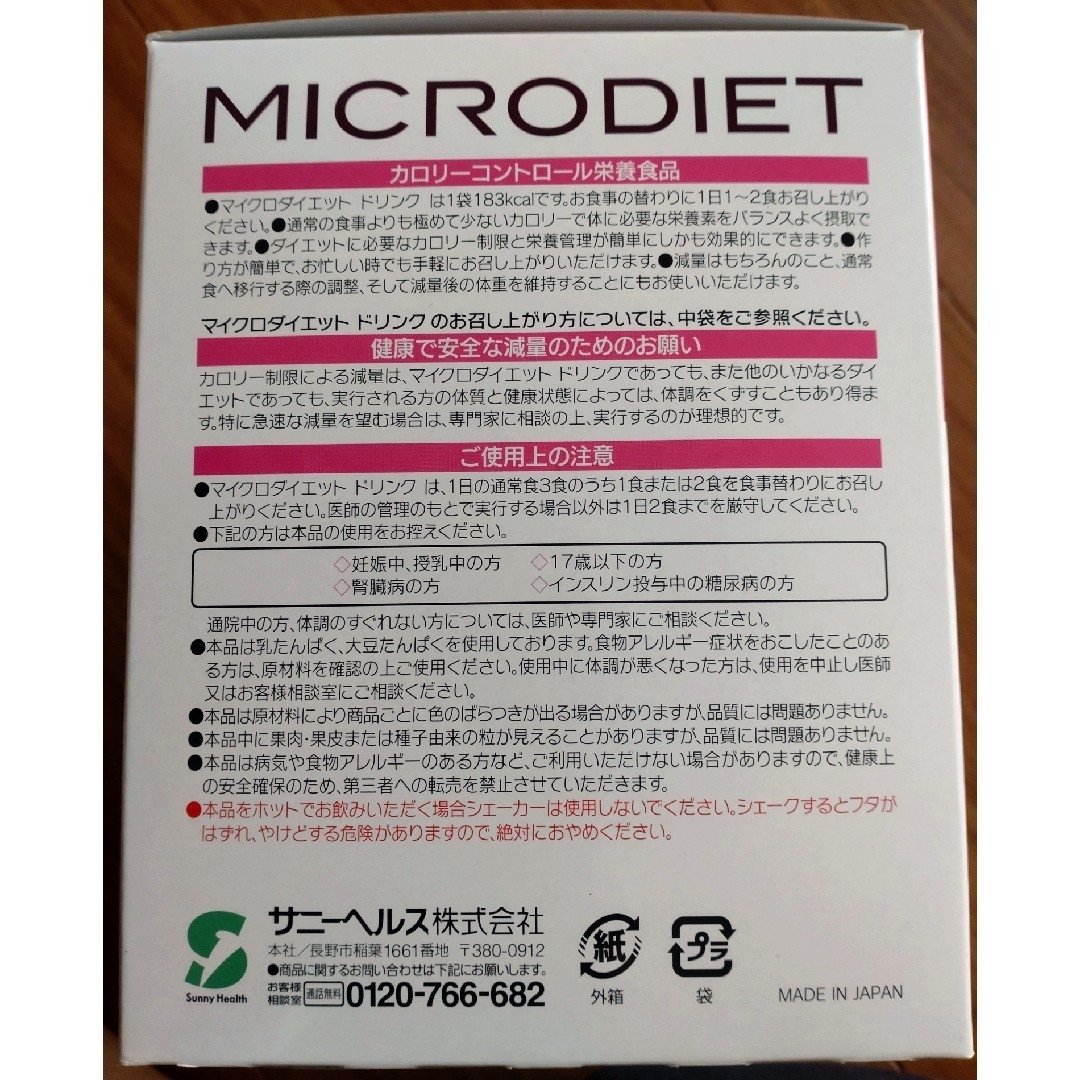 MICRODIET
カロリーコントロール栄養食品
●マイクロダイエット ドリンク は1袋183kcalです。お食事の替わりに1日1～2食お召し上がり
ください。●通常の食事よりも極めて少ないカロリーで体に必要な栄養素をバランスよく摂取で
きます。●ダイエットに必要なカロリー制限と栄養管理が簡単にしかも効果的にできます。●作
り方が簡単で、お忙しい時でも手軽にお召し上がりいただけます。●減量はもちろんのこと、通常
食へ移行する際の調整、そして減量後の体重を維持することにもお使いいただけます。
マイクロダイエット ドリンク のお召し上がり方については、中袋をご参照ください。
健康で安全な減量のためのお願い
カロリー制限による減量は、マイクロダイエット ドリンクであっても、また他のいかなるダイ
エットであっても、実行される方の体質と健康状態によっては、体調をくずすこともあり得ま
す。特に急速な減量を望む場合は、専門家に相談の上、実行するのが理想的です。
ご使用上の注意
●マイクロダイエット ドリンク は、1日の通常食3食のうち1食または2食を食事替わりにお召し
上がりください。医師の管理のもとで実行する場合以外は1日2食までを厳守してください。
●下記の方は本品の使用をお控えください。
◇妊娠中、授乳中の方 ◇17歳以下の方
◇腎臓病の方 ◇インスリン投与中の糖尿病の方
通院中の方、体調のすぐれない方については、医師や専門家にご相談ください。
●本品は乳たんぱく、大豆たんぱくを使用しております。食物アレルギー症状をおこしたことのあ
る方は、原材料を確認の上ご使用ください。使用中に体調が悪くなった方は、使用を中止し医師
又はお客様相談室にご相談ください。
●本品は原材料により商品ごとに色のばらつきが出る場合がありますが、品質には問題ありません。
●本品中に果肉・果皮または種子由来の粒が見えることがありますが、品質には問題ありません。
●本品は病気や食物アレルギーのある方など、ご利用いただけない場合がありますので、健康上
の安全確保のため、第三者への転売を禁止させていただきます。
●本品をホットでお飲みいただく場合シェーカーは使用しないでください。シェークするとフタが
はずれ、やけどする危険がありますので、絶対におやめください。
サニーヘルス株式会社
本社／長野市稲葉1661番地 〒380-0912
●商品に関するお問い合わせは下記にお願いします。
お客様相談室 通話無料 0120-766-682
Sunny Health
紙
外箱
プラ
袋
MADE IN JAPAN